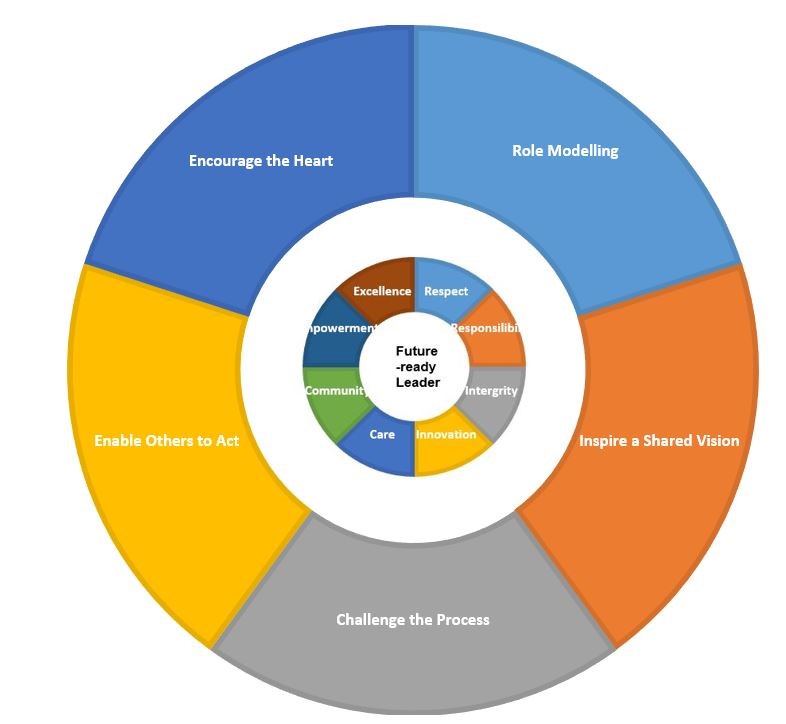 Encourage the Heart
Role Modelling
Excellence
Respect
mpowerment
Responsibili
Future
-ready
Leader
Community
Intergrity
Care
Innovation
Enable Others to Act
Inspire a Shared Vision
Challenge the Process